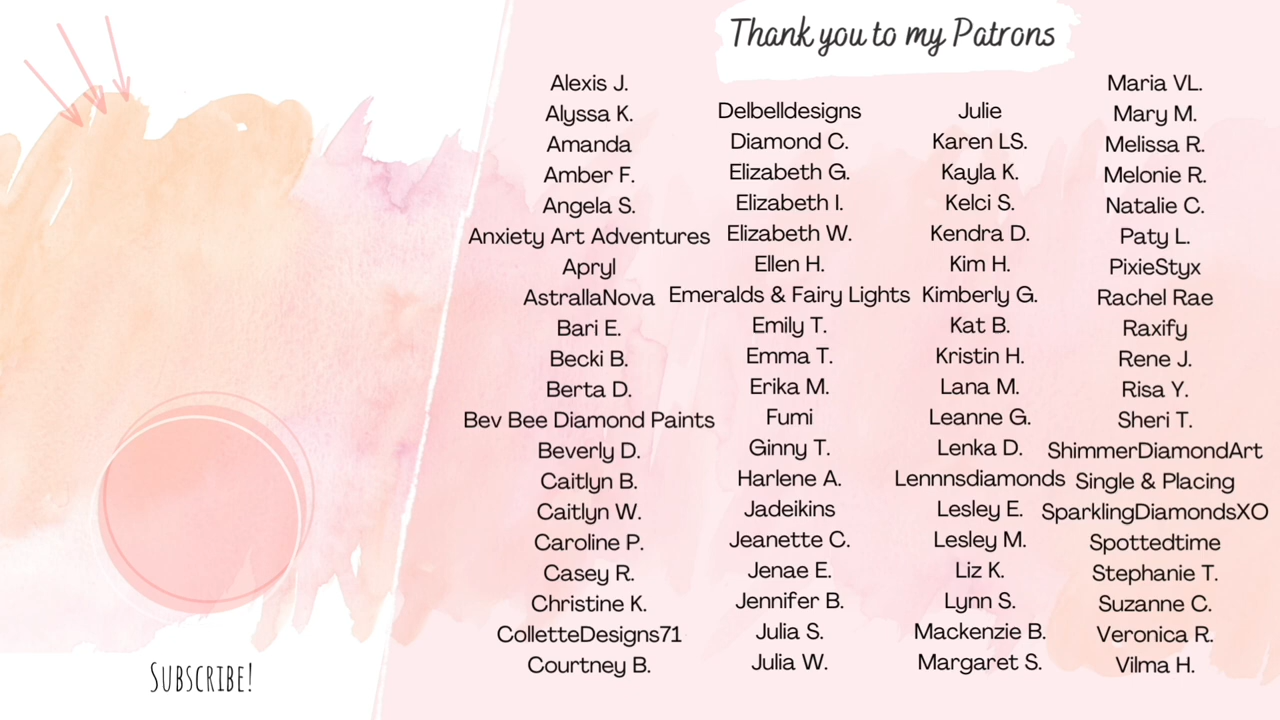 Thank you to my Patrons
Alexis J.
Alyssa K.
Amanda
Amber F.
Angela S.
Anxiety Art Adventures
Apryl
AstrallaNova
Bari E.
Becki B.
Berta D.
Bev Bee Diamond Paints
Beverly D.
Caitlyn B.
Caitlyn W.
Caroline P.
Casey R.
Christine K.
ColletteDesigns71
Courtney B.
Delbelldesigns
Diamond C.
Elizabeth G.
Elizabeth I.
Elizabeth W.
Ellen H.
Emeralds & Fairy Lights
Emily T.
Emma T.
Erika M.
Fumi
Ginny T.
Harlene A.
Jadeikins
Jeanette C.
Jenae E.
Jennifer B.
Julia S.
Julia W.
Julie
Karen LS.
Kayla K.
Kelci S.
Kendra D.
Kim H.
Kimberly G.
Kat B.
Kristin H.
Lana M.
Leanne G.
Lenka D.
Lennnsdiamonds
Lesley E.
Lesley M.
Liz K.
Lynn S.
Mackenzie B.
Margaret S.
Maria VL.
Mary M.
Melissa R.
Melonie R.
Natalie C.
Paty L.
PixieStyx
Rachel Rae
Raxify
Rene J.
Risa Y.
Sheri T.
ShimmerDiamondArt
Single & Placing
SparklingDiamondsXO
Spottedtime
Stephanie T.
Suzanne C.
Veronica R.
Vilma H.
Subscribe!